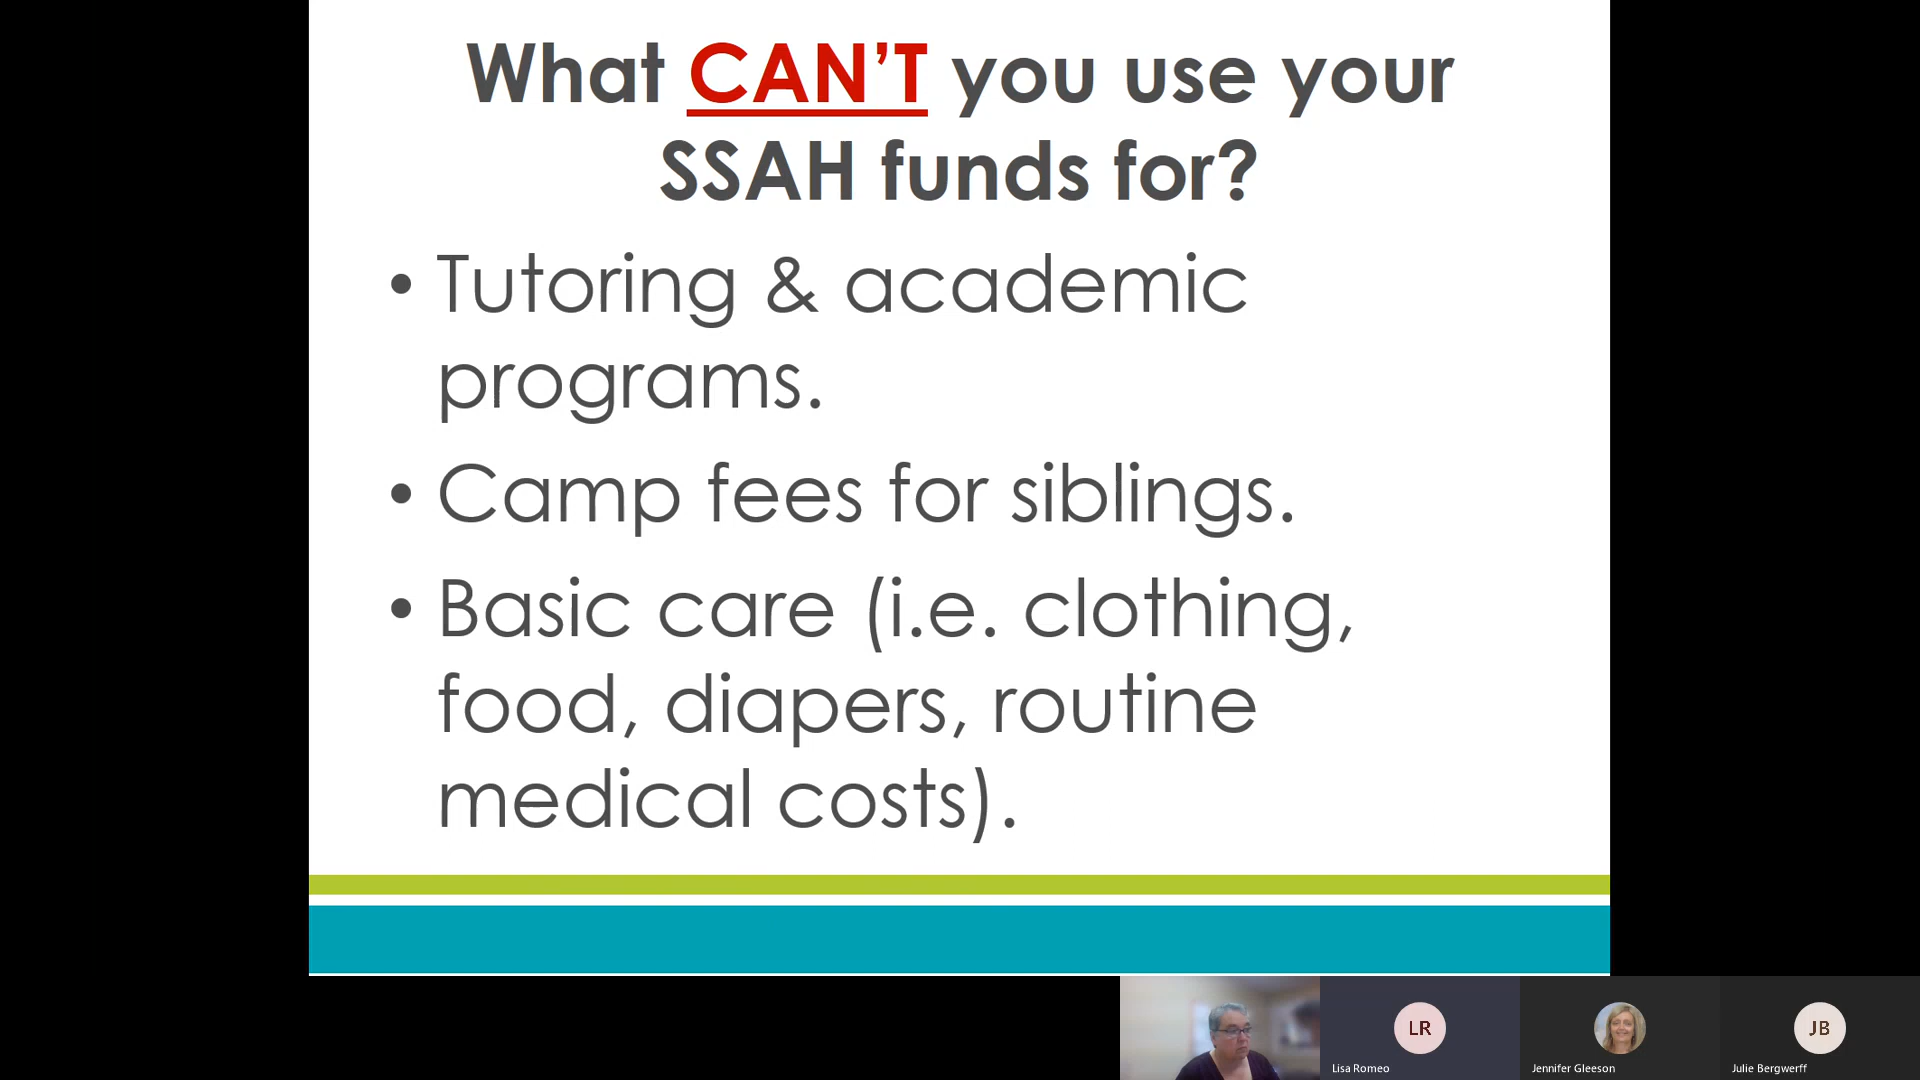 What CAN’T you use your
SSAH funds for?
• Tutoring & academic
programs.
• Camp fees for siblings.
• Basic care (i.e. clothing,
food, diapers, routine
medical costs).
LR
JB
Lisa Romeo
Jennifer Gleeson
Julie Bergwerff